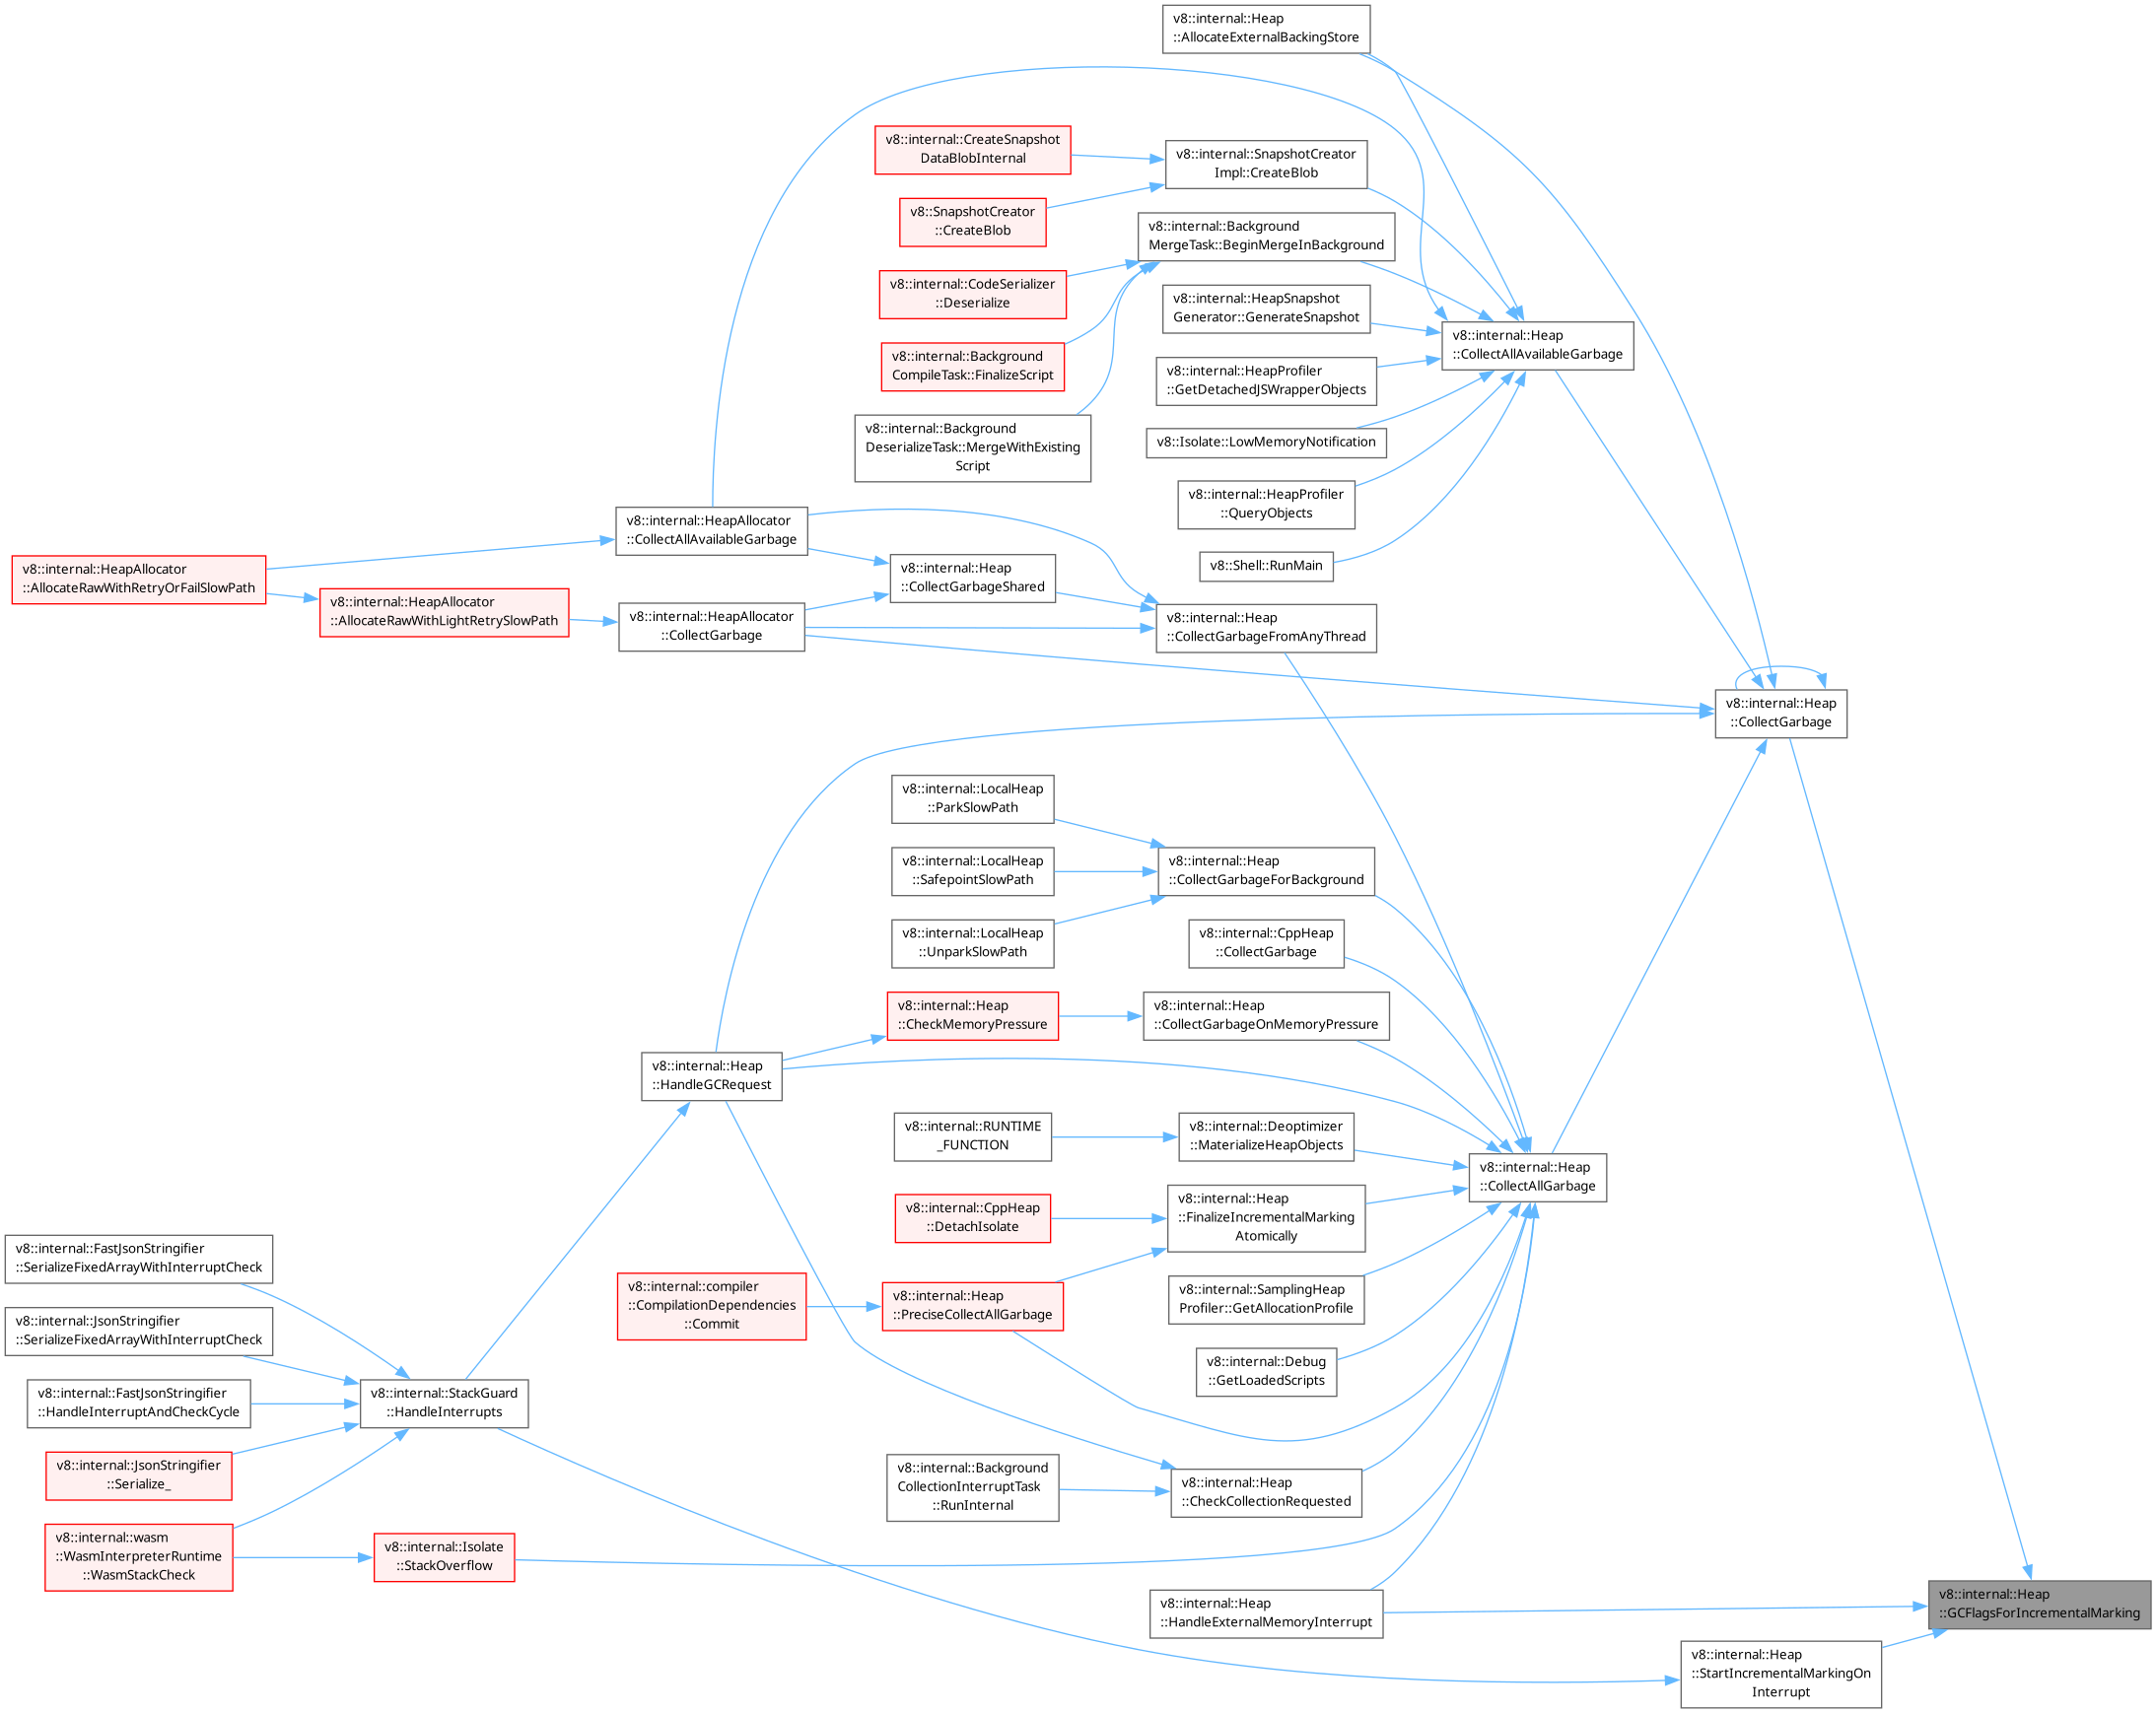 v8::internal::Heap
::AllocateExternalBackingStore
v8::internal::CreateSnapshot
DataBlobInternal
v8::internal::SnapshotCreator
Impl::CreateBlob
v8::SnapshotCreator
::CreateBlob
v8::internal::Background
MergeTask::BeginMergeInBackground
v8::internal::CodeSerializer
::Deserialize
v8::internal::HeapSnapshot
Generator::GenerateSnapshot
v8::internal::Heap
::CollectAllAvailableGarbage
v8::internal::Background
CompileTask::FinalizeScript
v8::internal::HeapProfiler
::GetDetachedJSWrapperObjects
v8::internal::Background
DeserializeTask::MergeWithExisting
Script
v8::Isolate::LowMemoryNotification
v8::internal::HeapProfiler
::QueryObjects
v8::internal::HeapAllocator
::CollectAllAvailableGarbage
v8::Shell::RunMain
v8::internal::HeapAllocator
::AllocateRawWithRetryOrFailSlowPath
v8::internal::HeapAllocator
::AllocateRawWithLightRetrySlowPath
v8::internal::Heap
::CollectGarbageShared
v8::internal::HeapAllocator
::CollectGarbage
v8::internal::Heap
::CollectGarbageFromAnyThread
v8::internal::Heap
::CollectGarbage
v8::internal::LocalHeap
::ParkSlowPath
v8::internal::LocalHeap
::SafepointSlowPath
v8::internal::Heap
::CollectGarbageForBackground
v8::internal::LocalHeap
::UnparkSlowPath
v8::internal::CppHeap
::CollectGarbage
v8::internal::Heap
::CheckMemoryPressure
v8::internal::Heap
::CollectGarbageOnMemoryPressure
v8::internal::Heap
::HandleGCRequest
v8::internal::RUNTIME
_FUNCTION
v8::internal::Deoptimizer
::MaterializeHeapObjects
v8::internal::Heap
::CollectAllGarbage
v8::internal::CppHeap
::DetachIsolate
v8::internal::Heap
::FinalizeIncrementalMarking
Atomically
v8::internal::FastJsonStringifier
::SerializeFixedArrayWithInterruptCheck
v8::internal::compiler
::CompilationDependencies
::Commit
v8::internal::Heap
::PreciseCollectAllGarbage
v8::internal::SamplingHeap
Profiler::GetAllocationProfile
v8::internal::JsonStringifier
::SerializeFixedArrayWithInterruptCheck
v8::internal::Debug
::GetLoadedScripts
v8::internal::FastJsonStringifier
::HandleInterruptAndCheckCycle
v8::internal::StackGuard
::HandleInterrupts
v8::internal::JsonStringifier
::Serialize_
v8::internal::Background
CollectionInterruptTask
::RunInternal
v8::internal::Heap
::CheckCollectionRequested
v8::internal::wasm
::WasmInterpreterRuntime
::WasmStackCheck
v8::internal::Isolate
::StackOverflow
v8::internal::Heap
::HandleExternalMemoryInterrupt
v8::internal::Heap
::GCFlagsForIncrementalMarking
v8::internal::Heap
::StartIncrementalMarkingOn
Interrupt